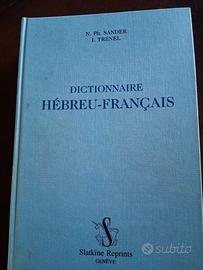 N. Ph. SANDER
I. TRENEL
DICTIONNAIRE
HÉBREU-FRANÇAIS
Slatkine Reprints
GENÈVE
subito